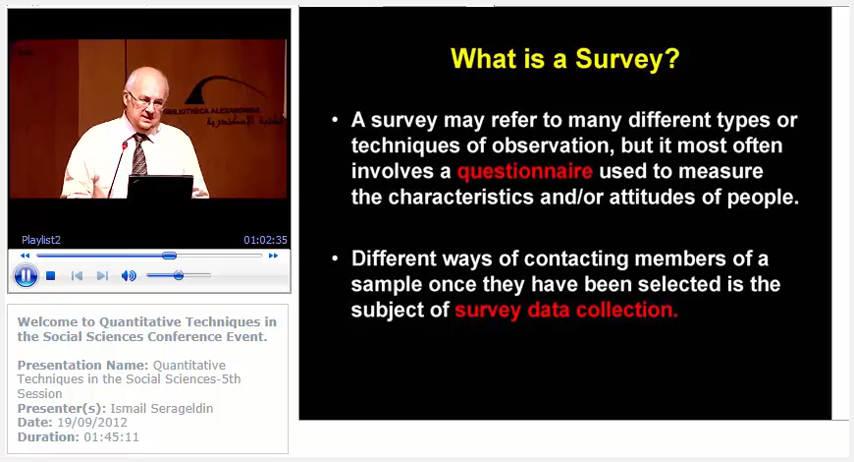 BIBLIOTHECA ALEXANDRINA
مكتبة الإسكندرية
Playlist2
01:02:35
Welcome to Quantitative Techniques in
the Social Sciences Conference Event.
Presentation Name: Quantitative
Techniques in the Social Sciences-5th
Session
Presenter(s): Ismail Serageldin
Date: 19/09/2012
Duration: 01:45:11
What is a Survey?
• A survey may refer to many different types or
techniques of observation, but it most often
involves a questionnaire used to measure
the characteristics and/or attitudes of people.
• Different ways of contacting members of a
sample once they have been selected is the
subject of survey data collection.